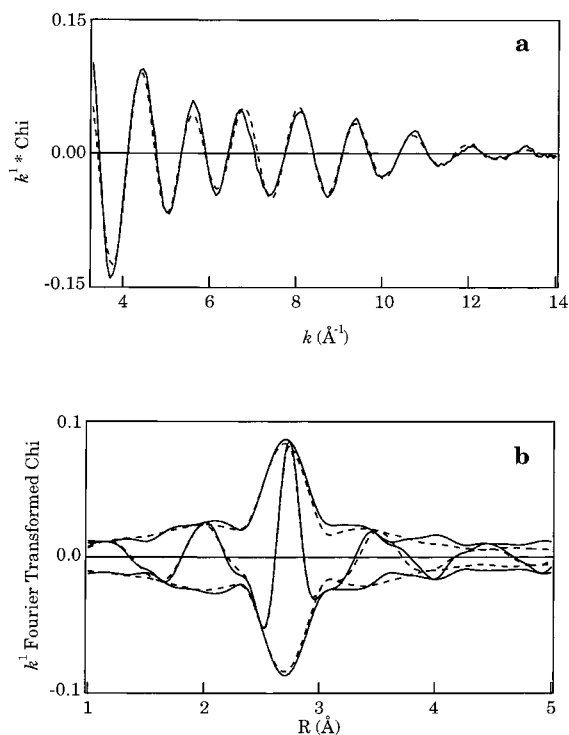 0.15
a
k¹ * Chi
0.00
-0.15
4 6 8 10 12 14
k (Å⁻¹)
0.1
b
k¹ Fourier Transformed Chi
0.0
-0.1
1 2 3 4 5
R (Å)